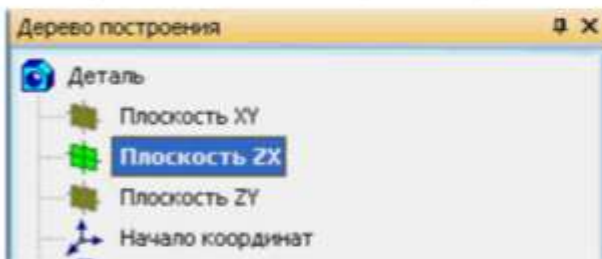 Дерево построения
Деталь
Плоскость XY
Плоскость ZX
Плоскость ZY
Начало координат